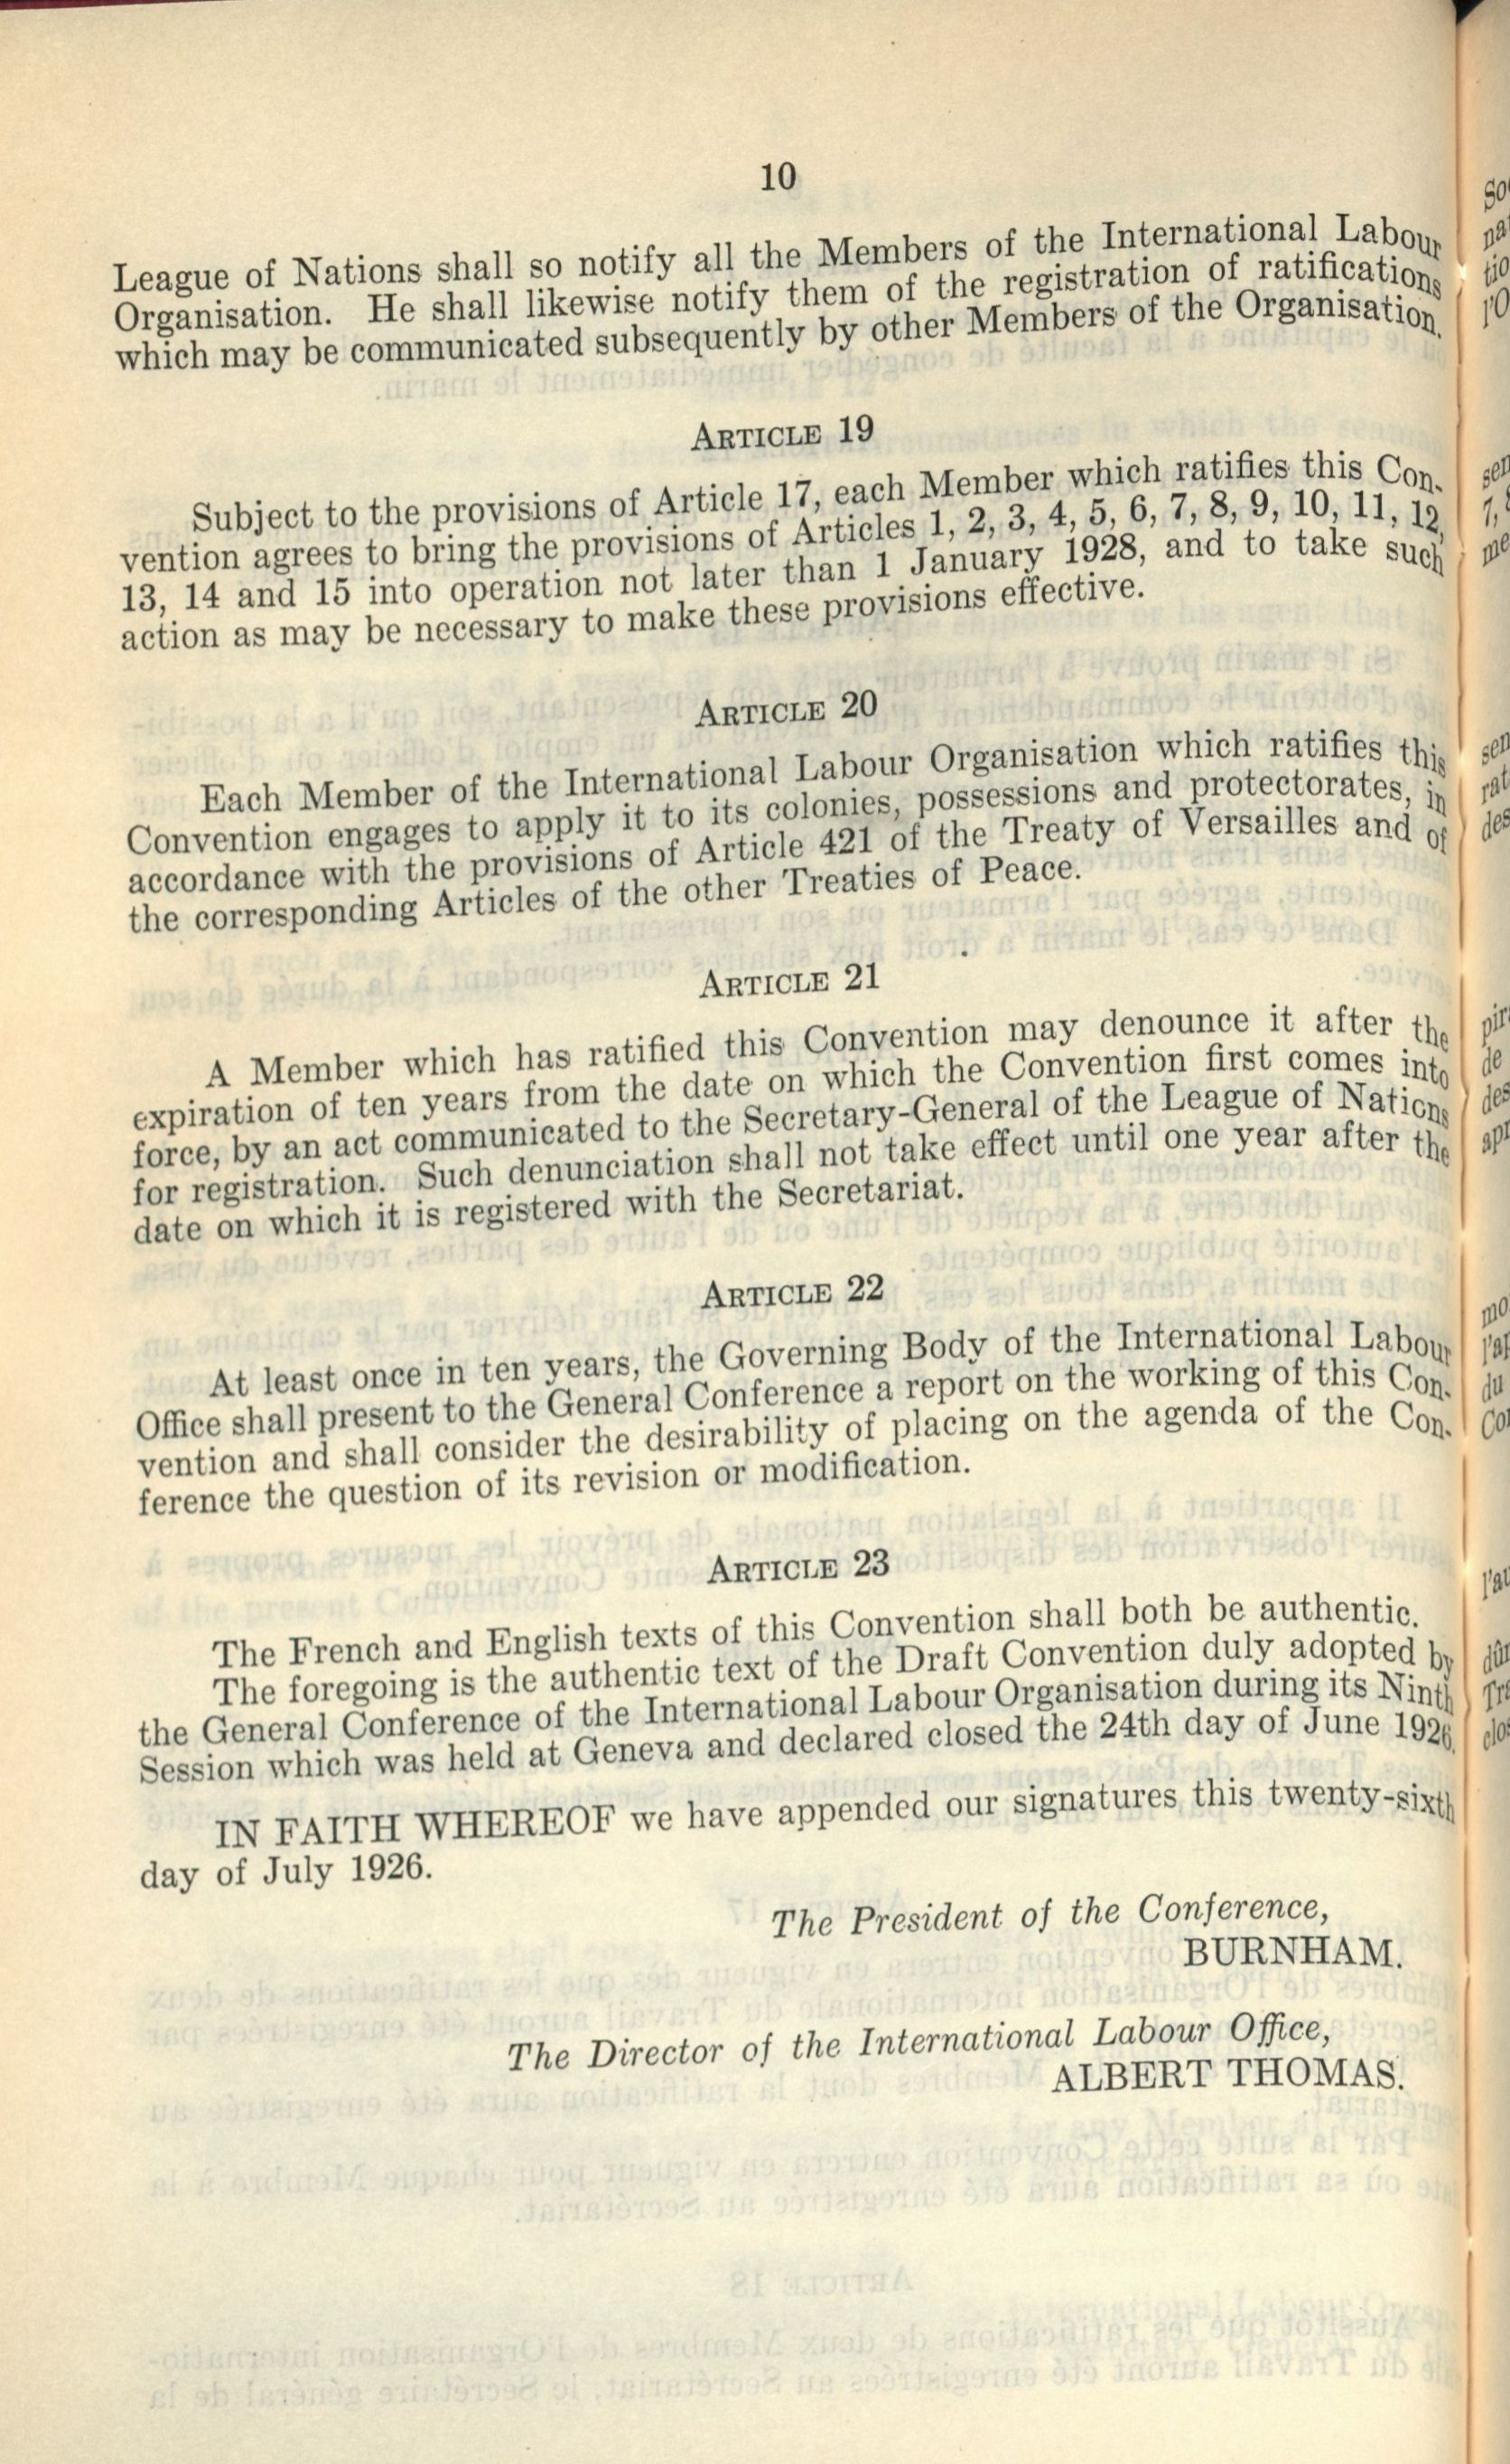 10
League of Nations shall so notify all the Members of the International Labour
Organisation. He shall likewise notify them of the registration of ratifications
which may be communicated subsequently by other Members of the Organisation.
ARTICLE 19
Subject to the provisions of Article 17, each Member which ratifies this Con-
vention agrees to bring the provisions of Articles 1, 2, 3, 4, 5, 6, 7, 8, 9, 10, 11, 12,
13, 14 and 15 into operation not later than 1 January 1928, and to take such
action as may be necessary to make these provisions effective.
ARTICLE 20
Each Member of the International Labour Organisation which ratifies this
Convention engages to apply it to its colonies, possessions and protectorates, in
accordance with the provisions of Article 421 of the Treaty of Versailles and of
the corresponding Articles of the other Treaties of Peace.
ARTICLE 21
A Member which has ratified this Convention may denounce it after the
expiration of ten years from the date on which the Convention first comes into
force, by an act communicated to the Secretary-General of the League of Nations
for registration. Such denunciation shall not take effect until one year after the
date on which it is registered with the Secretariat.
ARTICLE 22
At least once in ten years, the Governing Body of the International Labour
Office shall present to the General Conference a report on the working of this Con-
vention and shall consider the desirability of placing on the agenda of the Con-
ference the question of its revision or modification.
ARTICLE 23
The French and English texts of this Convention shall both be authentic.
The foregoing is the authentic text of the Draft Convention duly adopted by
the General Conference of the International Labour Organisation during its Ninth
Session which was held at Geneva and declared closed the 24th day of June 1926.
IN FAITH WHEREOF we have appended our signatures this twenty-sixth
day of July 1926.
The President of the Conference,
BURNHAM.
The Director of the International Labour Office,
ALBERT THOMAS.